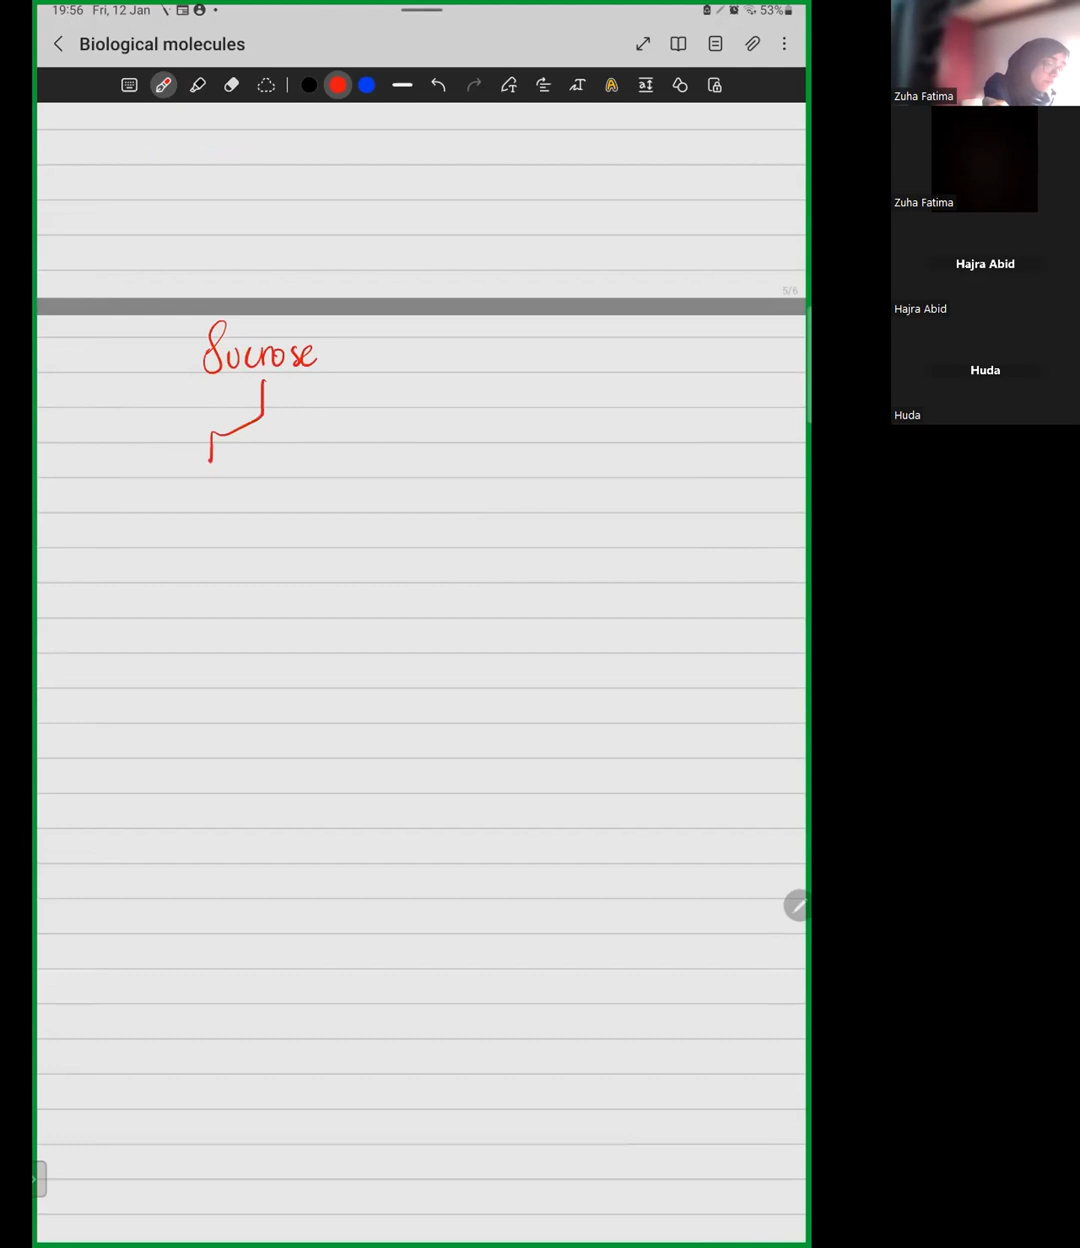 19:56 Fri, 12 Jan
53%
Biological molecules
Zuha Fatima
Zuha Fatima
Hajra Abid
Hajra Abid
Huda
Huda
5/6
Sucrose